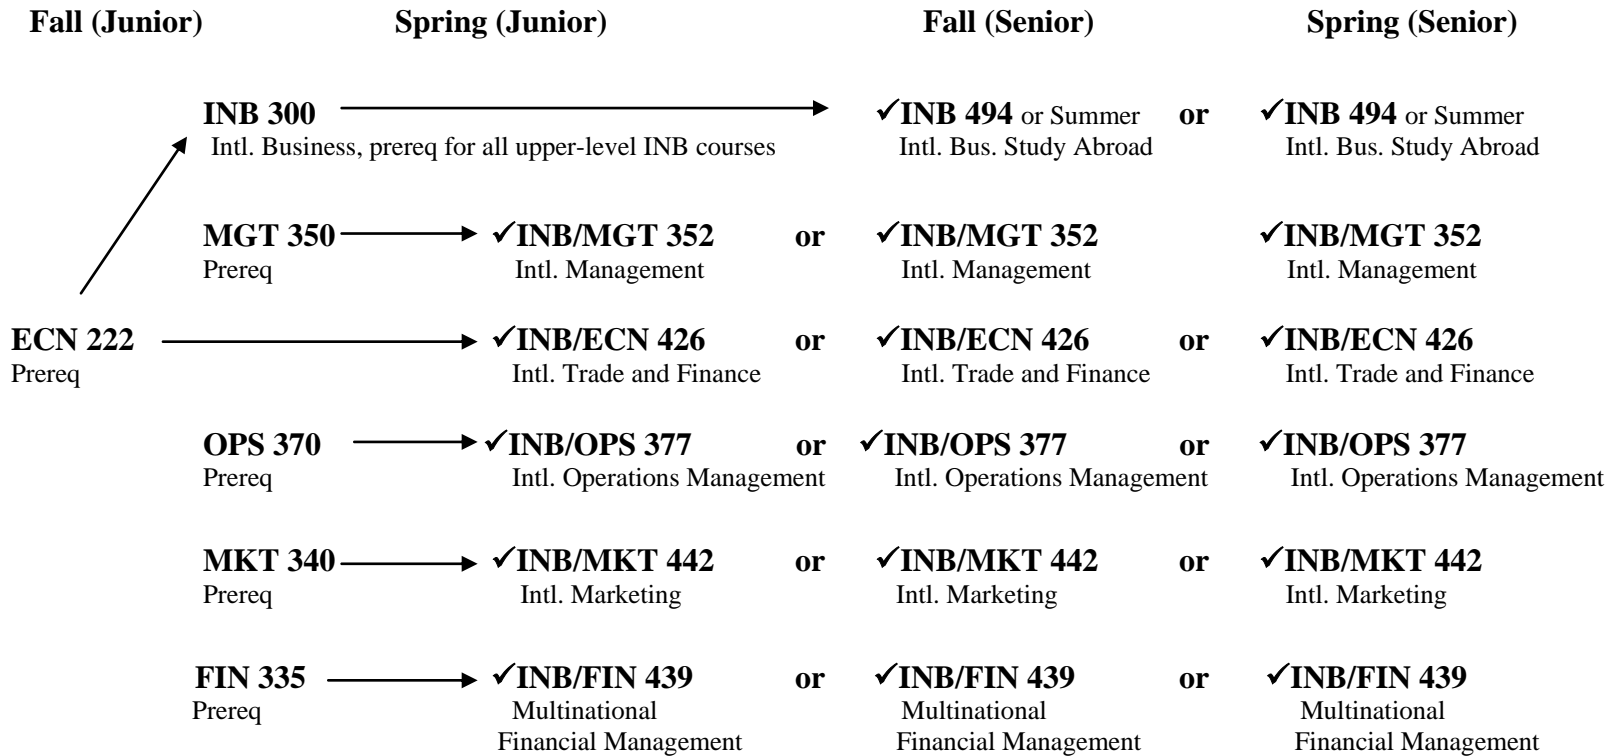 Fall (Junior) Spring (Junior) Fall (Senior) Spring (Senior)
INB 300 ✓INB 494 or Summer or ✓INB 494 or Summer
Intl. Business, prereq for all upper-level INB courses Intl. Bus. Study Abroad Intl. Bus. Study Abroad
MGT 350 ✓INB/MGT 352 or ✓INB/MGT 352 ✓INB/MGT 352
Prereq Intl. Management Intl. Management Intl. Management
ECN 222 ✓INB/ECN 426 or ✓INB/ECN 426 or ✓INB/ECN 426
Prereq Intl. Trade and Finance Intl. Trade and Finance Intl. Trade and Finance
OPS 370 ✓INB/OPS 377 or ✓INB/OPS 377 or ✓INB/OPS 377
Prereq Intl. Operations Management Intl. Operations Management Intl. Operations Management
MKT 340 ✓INB/MKT 442 or ✓INB/MKT 442 or ✓INB/MKT 442
Prereq Intl. Marketing Intl. Marketing Intl. Marketing
FIN 335 ✓INB/FIN 439 or ✓INB/FIN 439 or ✓INB/FIN 439
Prereq Multinational Multinational Multinational
Financial Management Financial Management Financial Management